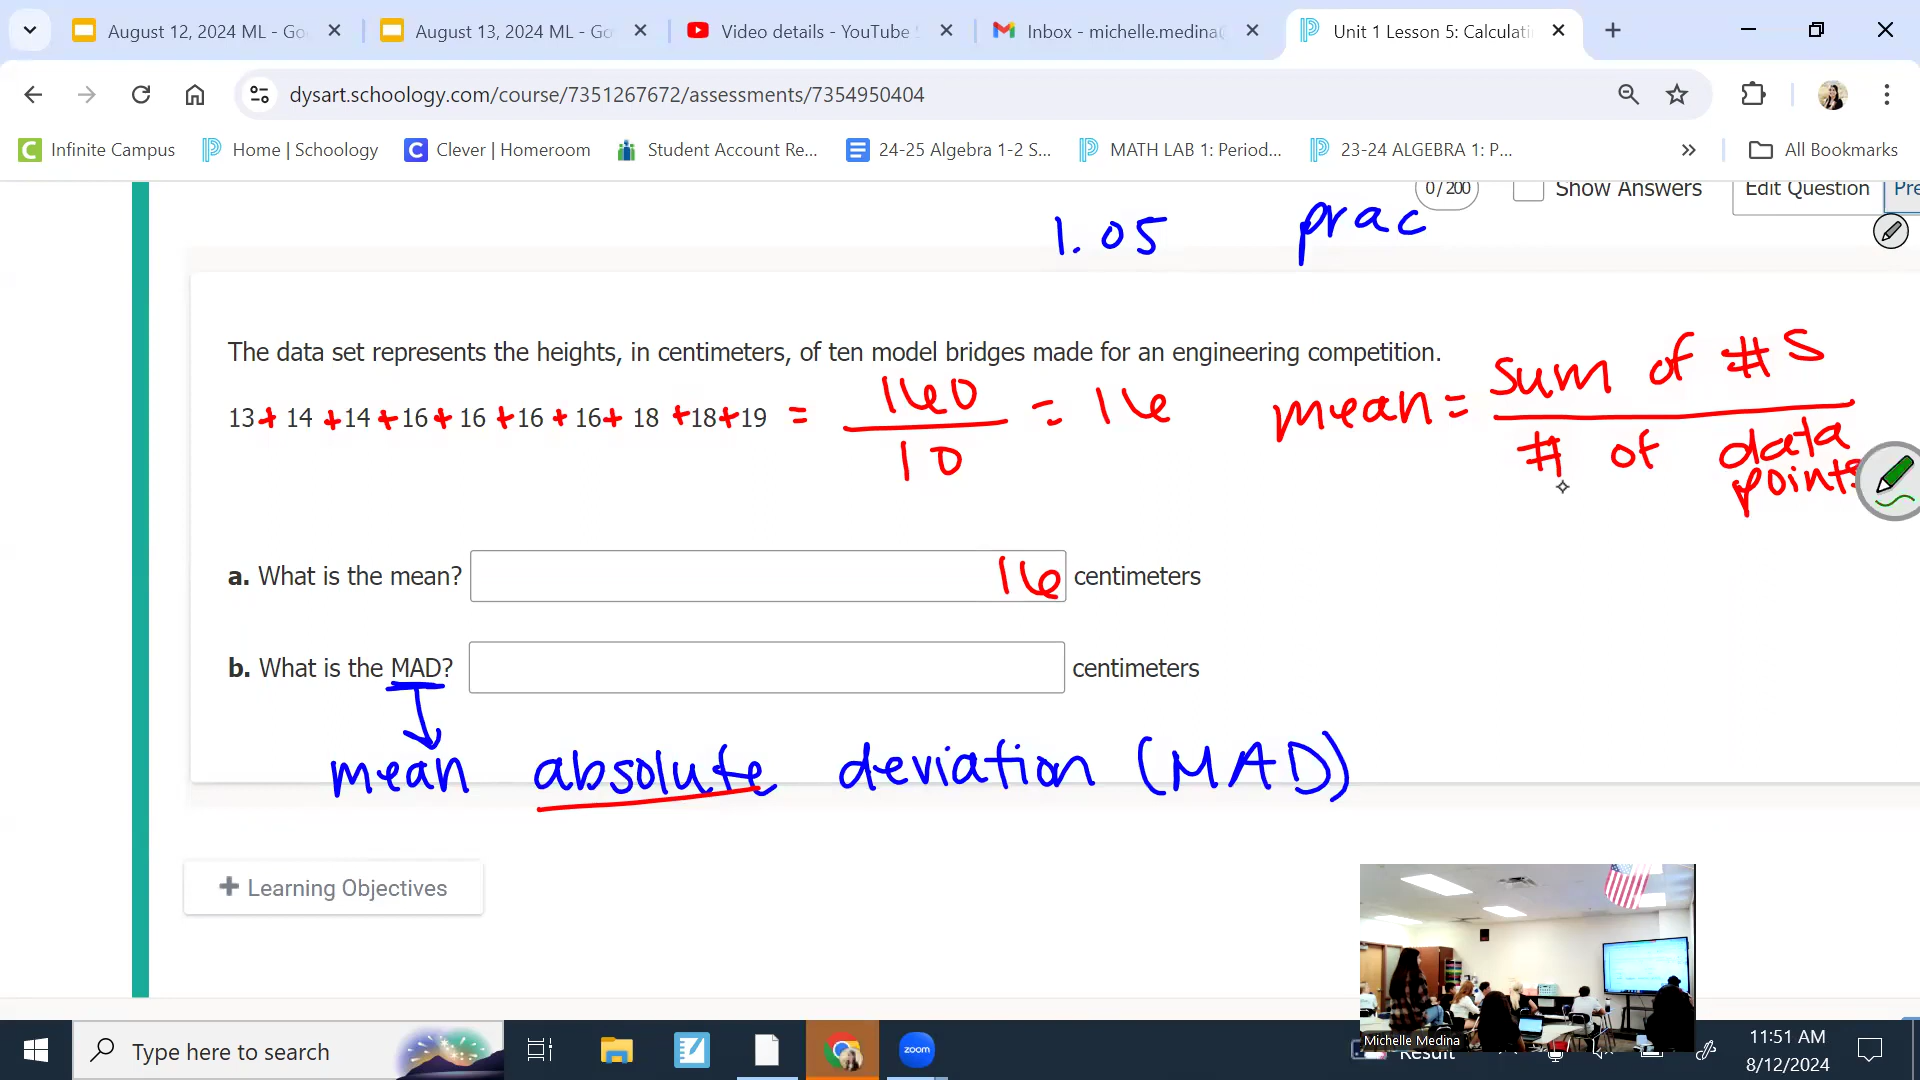 August 12, 2024 ML - Go
August 13, 2024 ML - Go
Video details - YouTube
Inbox - michelle.medina@
Unit 1 Lesson 5: Calculati
dysart.schoology.com/course/7351267672/assessments/7354950404
Infinite Campus
Home | Schoology
Clever | Homeroom
Student Account Re...
24-25 Algebra 1-2 S...
MATH LAB 1: Period...
23-24 ALGEBRA 1: P...
All Bookmarks
0/200
Show Answers
Edit Question
Pre
1.05 prac
The data set represents the heights, in centimeters, of ten model bridges made for an engineering competition.
13 + 14 + 14 + 16 + 16 + 16 + 16 + 18 + 18 + 19 = 160 / 10 = 16
mean = sum of #s
# of data points
a. What is the mean? 16 centimeters
b. What is the MAD? centimeters
mean absolute deviation (MAD)
+ Learning Objectives
Michelle Medina
Type here to search
zoom
Result
11:51 AM
8/12/2024